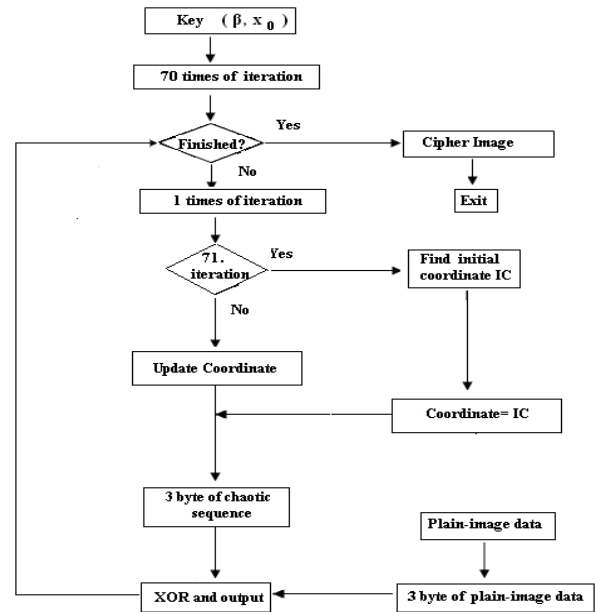 Key ( β, x 0 )
70 times of iteration
Finished?
Yes
Cipher Image
Exit
No
1 times of iteration
71.
iteration
Yes
Find initial
coordinate IC
No
Update Coordinate
Coordinate= IC
3 byte of chaotic
sequence
Plain-image data
XOR and output
3 byte of plain-image data